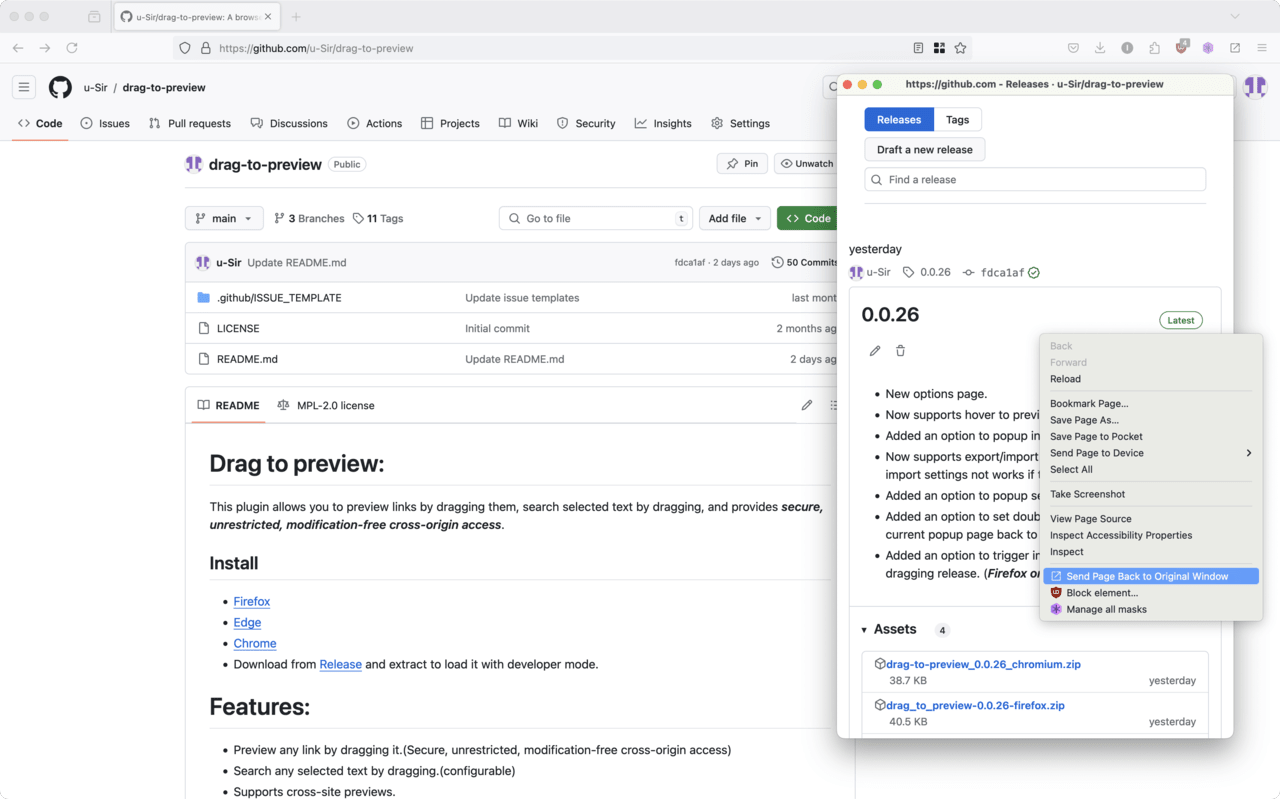 u-Sir/drag-to-preview: A brows
https://github.com/u-Sir/drag-to-preview
4
u-Sir / drag-to-preview
Code
Issues
Pull requests
Discussions
Actions
Projects
Wiki
Security
Insights
Settings
drag-to-preview
Public
Pin
Unwatch
main
3 Branches
11 Tags
Go to file
t
Add file
Code
u-Sir Update README.md
fdca1af · 2 days ago
50 Commits
.github/ISSUE_TEMPLATE
Update issue templates
last mont
LICENSE
Initial commit
2 months ag
README.md
Update README.md
2 days ag
README
MPL-2.0 license
Drag to preview:
This plugin allows you to preview links by dragging them, search selected text by dragging, and provides secure,
unrestricted, modification-free cross-origin access.
Install
Firefox
Edge
Chrome
Download from Release and extract to load it with developer mode.
Features:
Preview any link by dragging it.(Secure, unrestricted, modification-free cross-origin access)
Search any selected text by dragging.(configurable)
Supports cross-site previews.
https://github.com - Releases · u-Sir/drag-to-preview
Releases
Tags
Draft a new release
Find a release
yesterday
u-Sir
0.0.26
fdca1af
0.0.26
Latest
New options page.
Now supports hover to previ
Added an option to popup in
Now supports export/import
import settings not works if
Added an option to popup se
Added an option to set doub
current popup page back to
Added an option to trigger in
dragging release. (Firefox on
Assets 4
drag-to-preview_0.0.26_chromium.zip
38.7 KB
yesterday
drag_to_preview-0.0.26-firefox.zip
40.5 KB
yesterday
Back
Forward
Reload
Bookmark Page...
Save Page As...
Save Page to Pocket
Send Page to Device
Select All
Take Screenshot
View Page Source
Inspect Accessibility Properties
Inspect
Send Page Back to Original Window
Block element...
Manage all masks